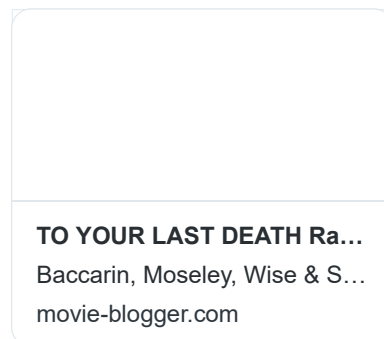 TO YOUR LAST DEATH Ra...
Baccarin, Moseley, Wise & S...
movie-blogger.com